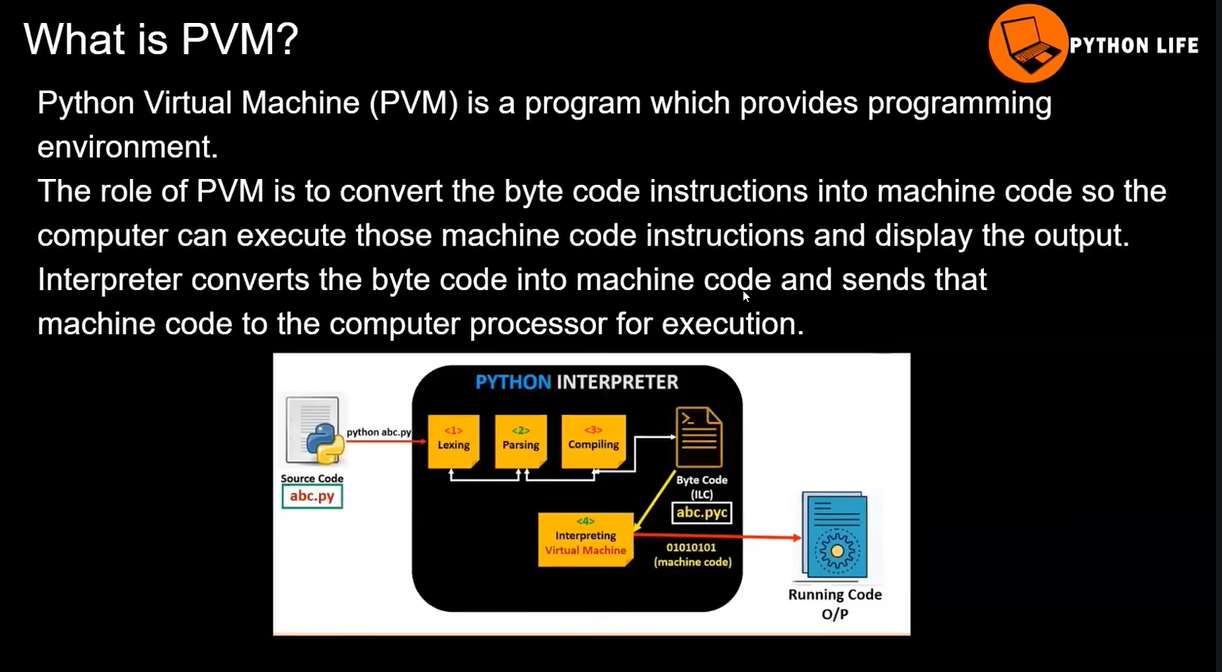 What is PVM?
PYTHON LIFE
Python Virtual Machine (PVM) is a program which provides programming
environment.
The role of PVM is to convert the byte code instructions into machine code so the
computer can execute those machine code instructions and display the output.
Interpreter converts the byte code into machine code and sends that
machine code to the computer processor for execution.
PYTHON INTERPRETER
python abc.py
<1>
Lexing
<2>
Parsing
<3>
Compiling
Source Code
abc.py
Byte Code
(ILC)
abc.pyc
<4>
Interpreting
Virtual Machine
01010101
(machine code)
Running Code
O/P